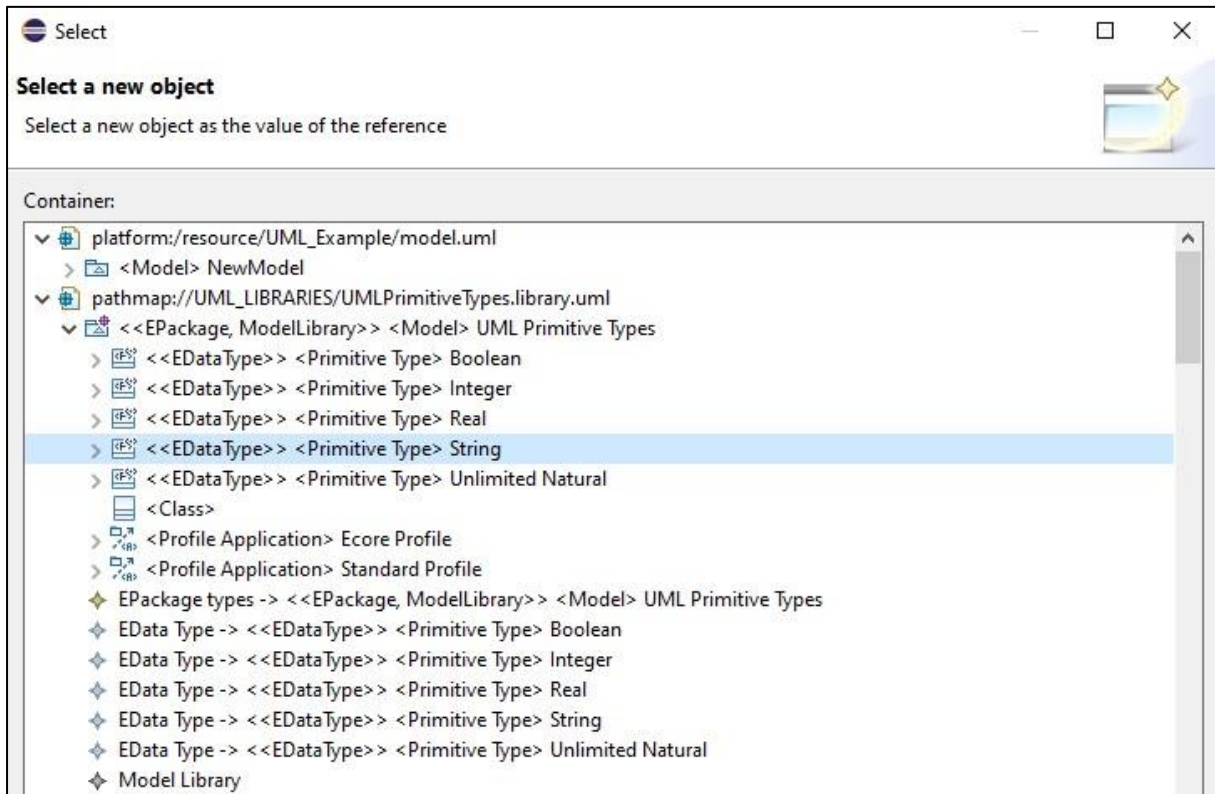 Select
Select a new object
Select a new object as the value of the reference
Container:
platform:/resource/UML_Example/model.uml
<Model> NewModel
pathmap://UML_LIBRARIES/UMLPrimitiveTypes.library.uml
<<EPackage, ModelLibrary>> <Model> UML Primitive Types
<<EDataType>> <Primitive Type> Boolean
<<EDataType>> <Primitive Type> Integer
<<EDataType>> <Primitive Type> Real
<<EDataType>> <Primitive Type> String
<<EDataType>> <Primitive Type> Unlimited Natural
<Class>
<Profile Application> Ecore Profile
<Profile Application> Standard Profile
EPackage types -> <<EPackage, ModelLibrary>> <Model> UML Primitive Types
EData Type -> <<EDataType>> <Primitive Type> Boolean
EData Type -> <<EDataType>> <Primitive Type> Integer
EData Type -> <<EDataType>> <Primitive Type> Real
EData Type -> <<EDataType>> <Primitive Type> String
EData Type -> <<EDataType>> <Primitive Type> Unlimited Natural
Model Library